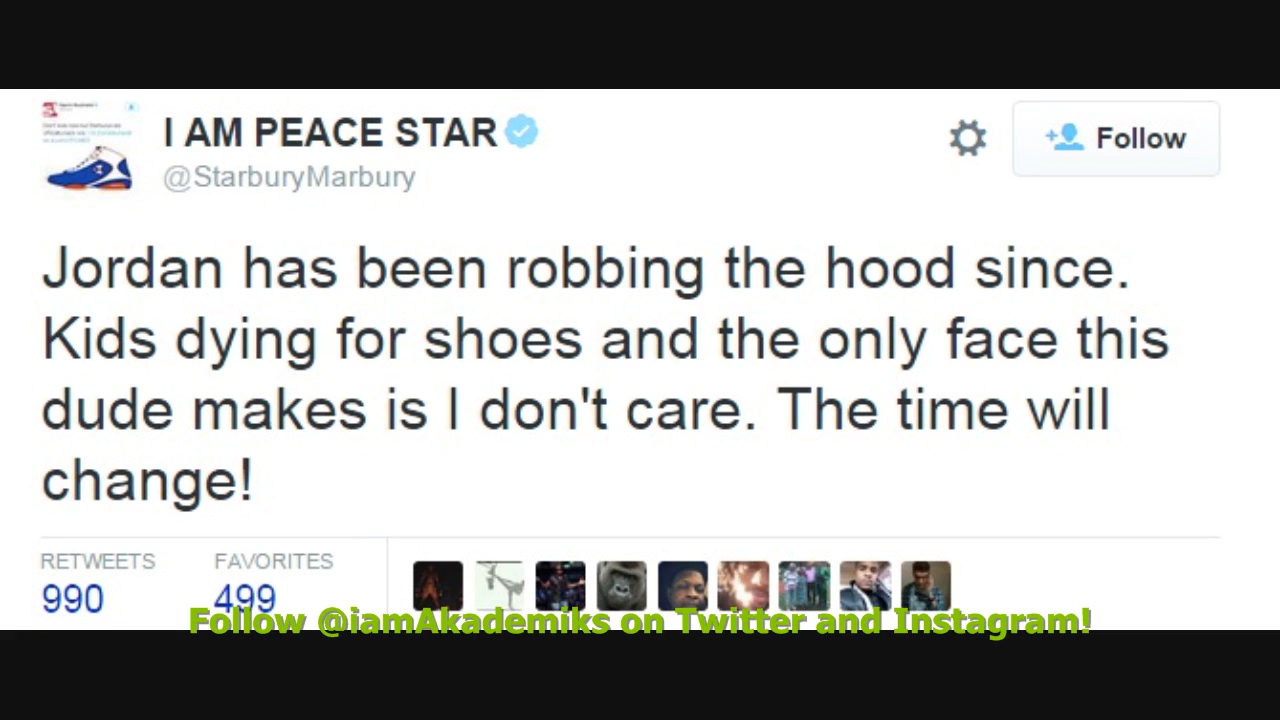 I AM PEACE STAR
@StarburyMarbury
Follow
Jordan has been robbing the hood since.
Kids dying for shoes and the only face this
dude makes is I don't care. The time will
change!
RETWEETS FAVORITES
990 499
Follow @iamAkademiks on Twitter and Instagram!